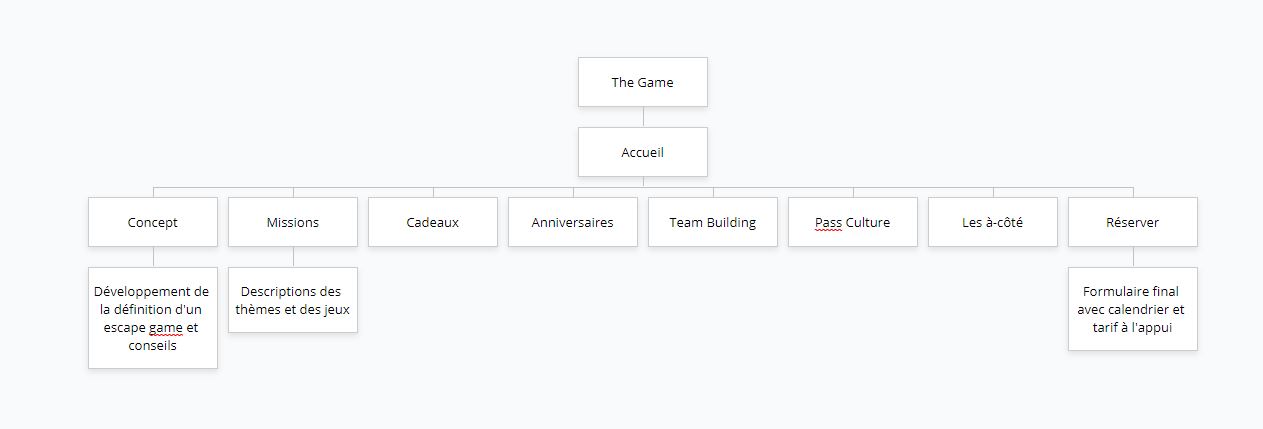 The Game
Accueil
Concept
Missions
Cadeaux
Anniversaires
Team Building
Pass Culture
Les à-côté
Réserver
Développement de
la définition d'un
escape game et
conseils
Descriptions des
thèmes et des jeux
Formulaire final
avec calendrier et
tarif à l'appui